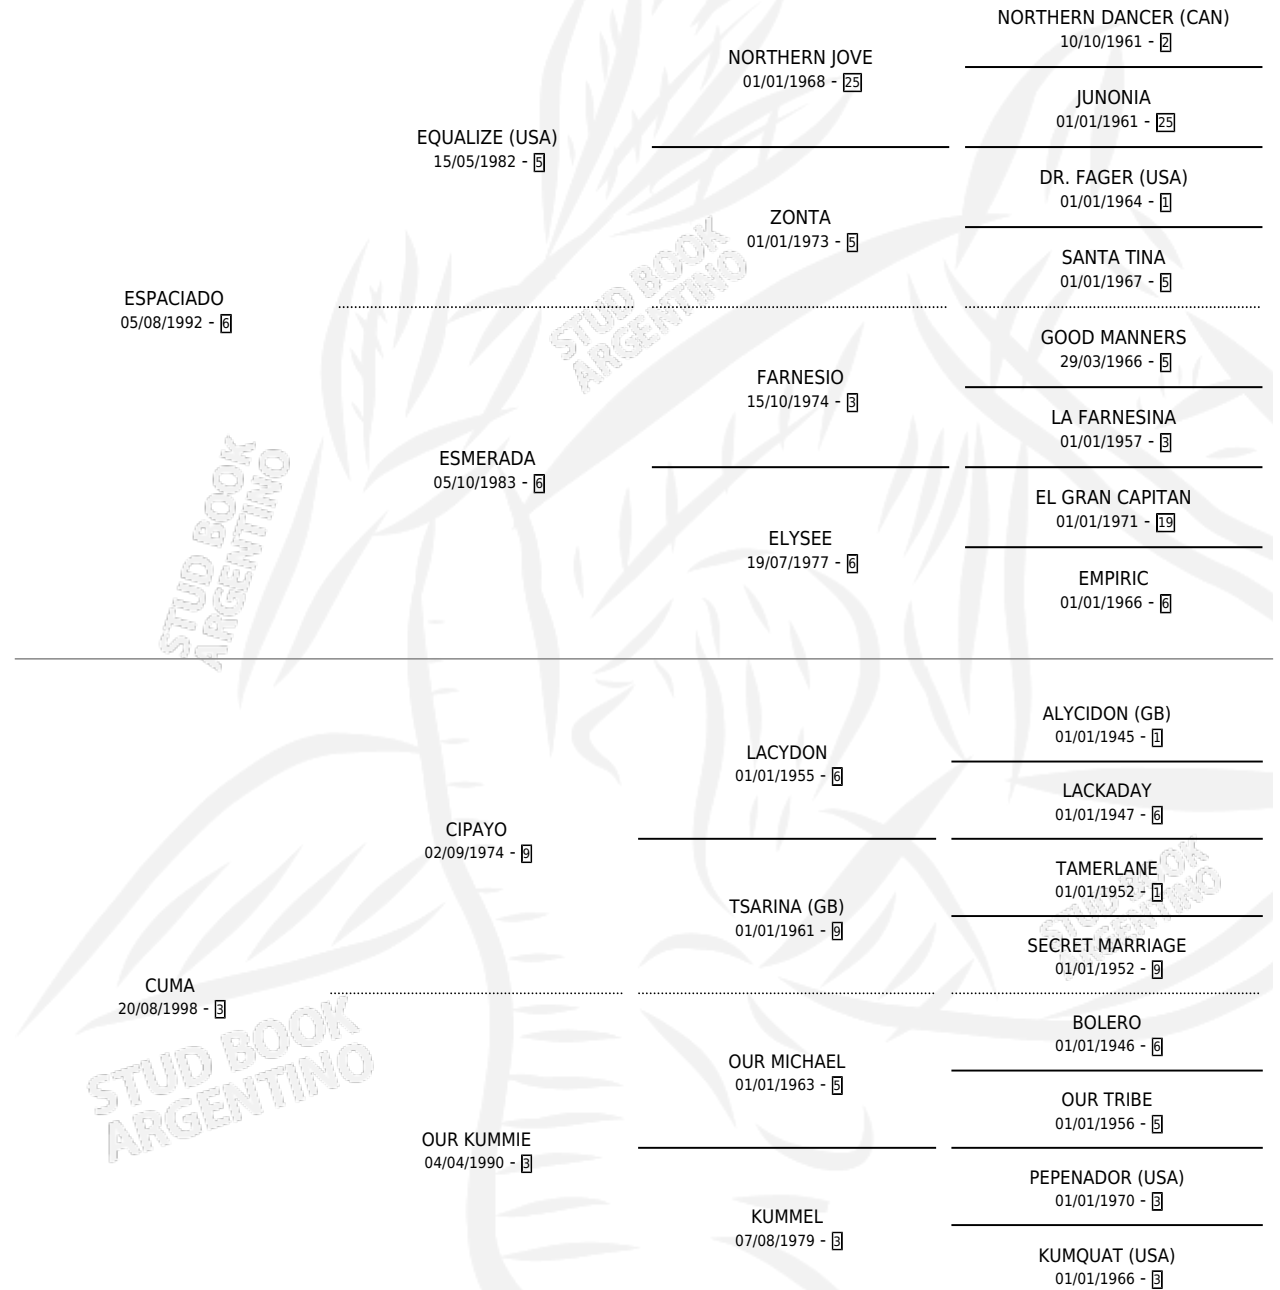 NORTHERN DANCER (CAN)
10/10/1961 - 2
NORTHERN JOVE
01/01/1968 - 25
JUNONIA
01/01/1961 - 25
EQUALIZE (USA)
15/05/1982 - 5
DR. FAGER (USA)
01/01/1964 - 1
ZONTA
01/01/1973 - 5
SANTA TINA
01/01/1967 - 5
ESPACIADO
05/08/1992 - 6
GOOD MANNERS
29/03/1966 - 5
FARNESIO
15/10/1974 - 3
LA FARNESINA
01/01/1957 - 3
ESMERADA
05/10/1983 - 6
EL GRAN CAPITAN
01/01/1971 - 19
ELYSEE
19/07/1977 - 6
EMPIRIC
01/01/1966 - 6
STUD BOOK
ARGENTINO
STUD BOOK
ARGENTINO
ALYCIDON (GB)
01/01/1945 - 1
LACYDON
01/01/1955 - 6
LACKADAY
01/01/1947 - 6
CIPAYO
02/09/1974 - 9
TAMERLANE
01/01/1952 - 1
TSARINA (GB)
01/01/1961 - 9
SECRET MARRIAGE
01/01/1952 - 9
CUMA
20/08/1998 - 3
BOLERO
01/01/1946 - 6
OUR MICHAEL
01/01/1963 - 5
OUR TRIBE
01/01/1956 - 5
OUR KUMMIE
04/04/1990 - 3
PEPENADOR (USA)
01/01/1970 - 3
KUMMEL
07/08/1979 - 3
KUMQUAT (USA)
01/01/1966 - 3
STUD BOOK
ARGENTINO
STUD BOOK
ARGENTINO